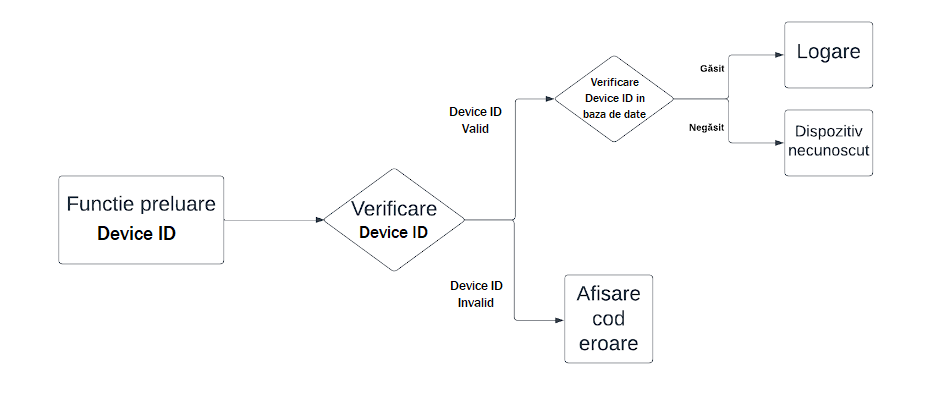 Functie preluare
Device ID
Verificare
Device ID
Device ID
Valid
Verificare
Device ID in
baza de date
Găsit
Logare
Negăsit
Dispozitiv
necunoscut
Device ID
Invalid
Afisare
cod
eroare